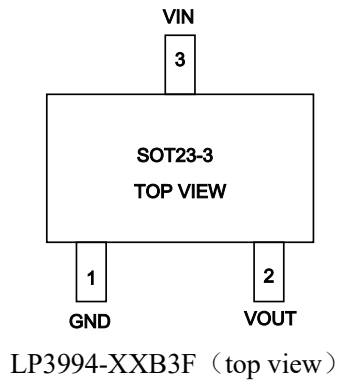 VIN
3
SOT23-3
TOP VIEW
1 2
GND VOUT
LP3994-XXB3F（top view）